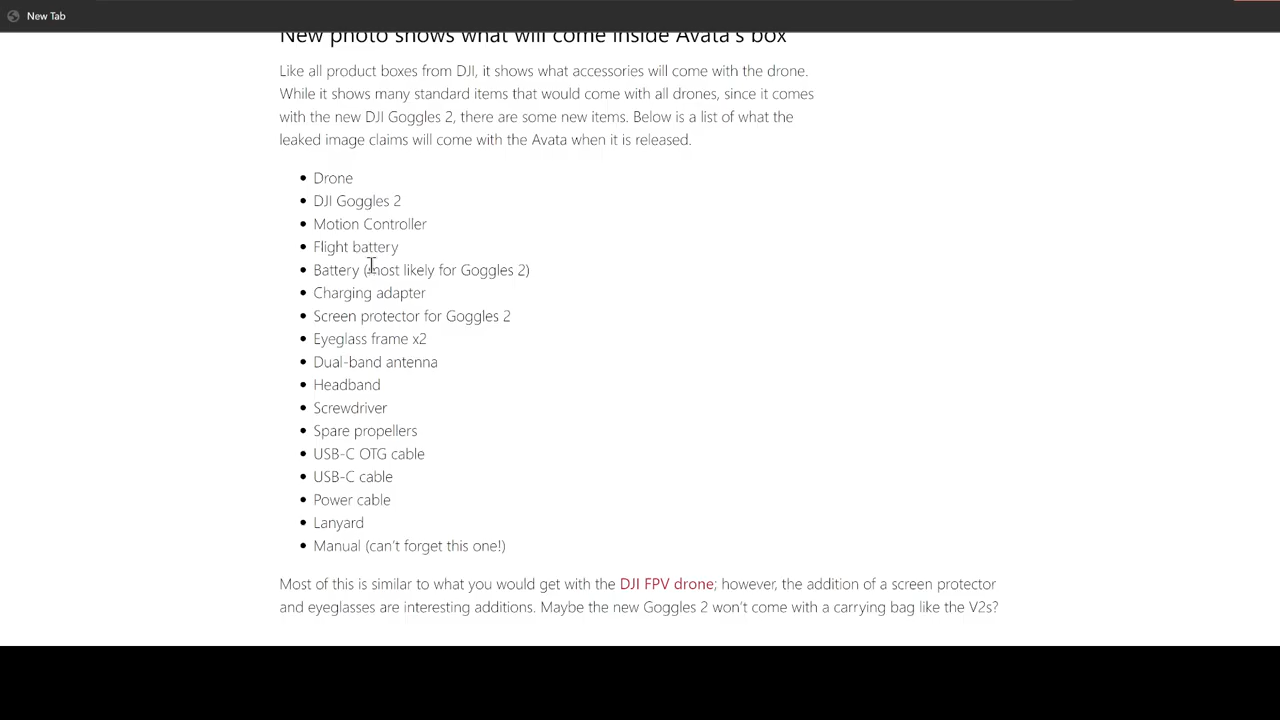 New Tab
New photo shows what will come inside Avata's box
Like all product boxes from DJI, it shows what accessories will come with the drone.
While it shows many standard items that would come with all drones, since it comes
with the new DJI Goggles 2, there are some new items. Below is a list of what the
leaked image claims will come with the Avata when it is released.
• Drone
• DJI Goggles 2
• Motion Controller
• Flight battery
• Battery (most likely for Goggles 2)
• Charging adapter
• Screen protector for Goggles 2
• Eyeglass frame x2
• Dual-band antenna
• Headband
• Screwdriver
• Spare propellers
• USB-C OTG cable
• USB-C cable
• Power cable
• Lanyard
• Manual (can't forget this one!)
Most of this is similar to what you would get with the DJI FPV drone; however, the addition of a screen protector
and eyeglasses are interesting additions. Maybe the new Goggles 2 won't come with a carrying bag like the V2s?